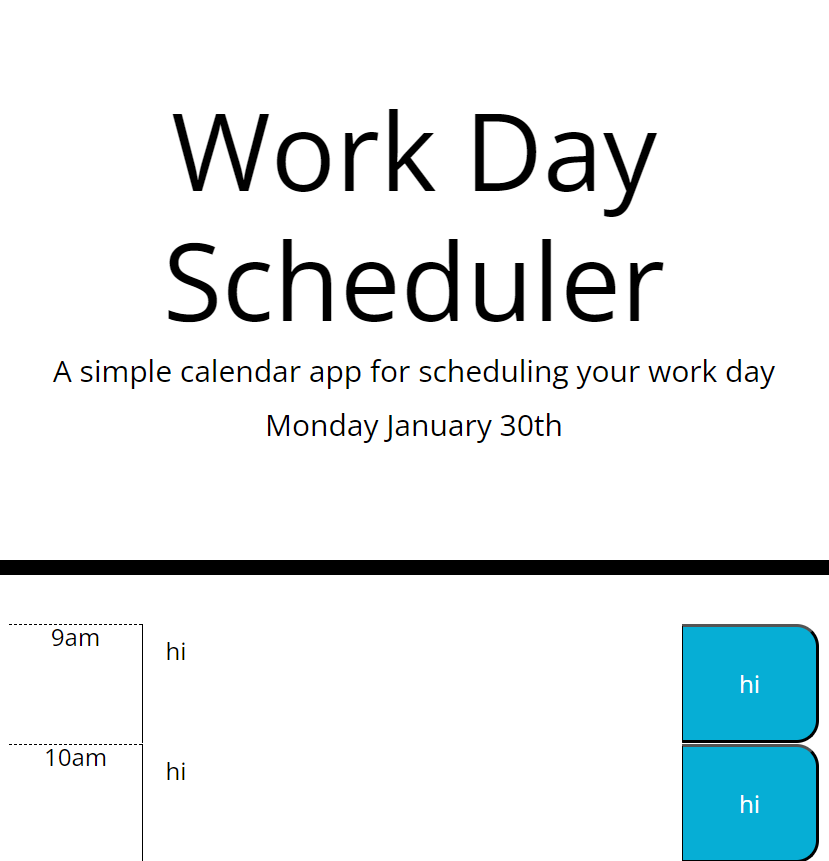 Work Day
Scheduler
A simple calendar app for scheduling your work day
Monday January 30th
9am
hi
hi
10am
hi
hi